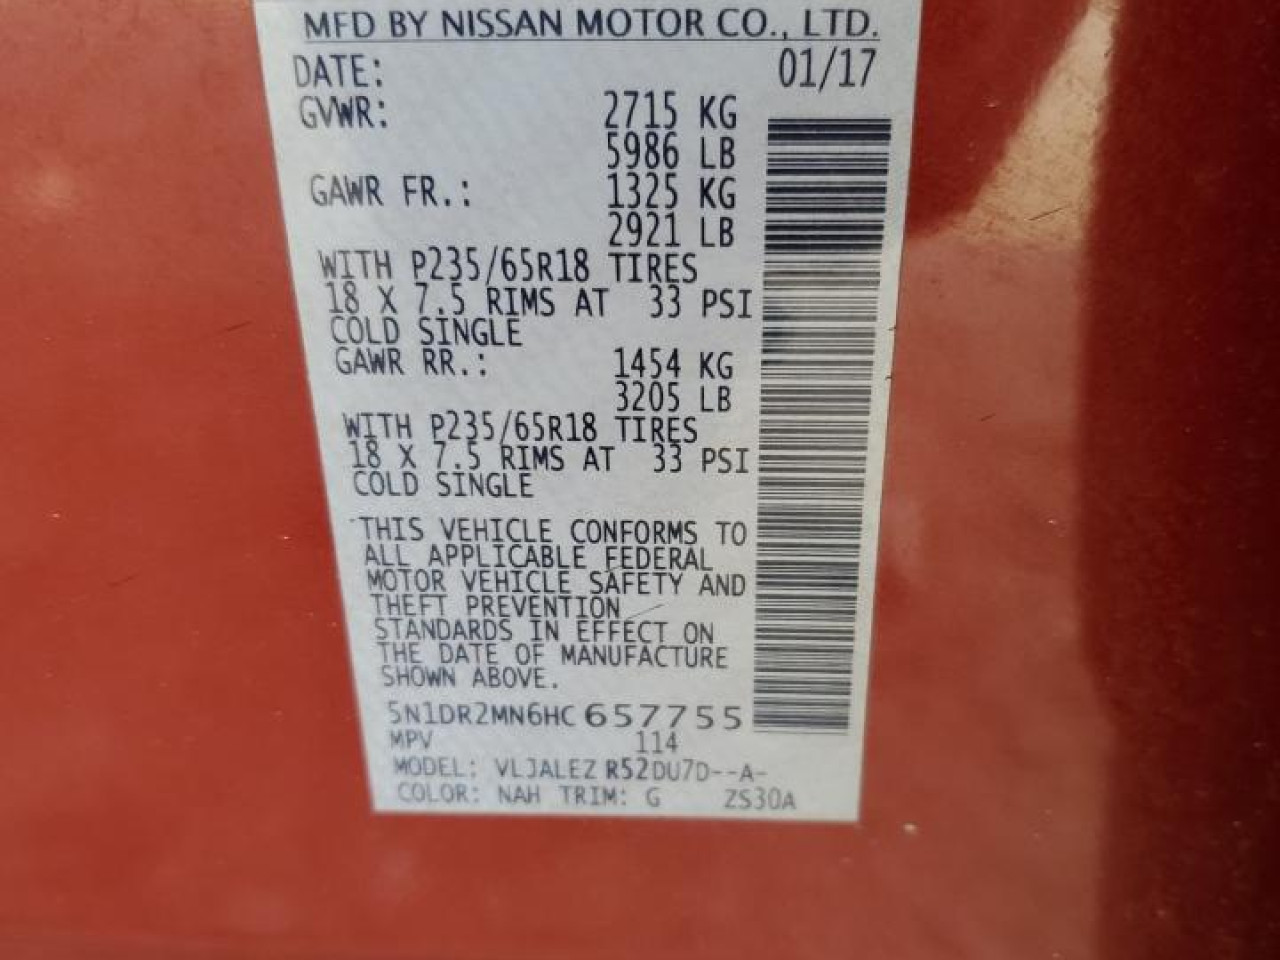 MFD BY NISSAN MOTOR CO., LTD.
DATE: 01/17
GVWR: 2715 KG
5986 LB
GAWR FR.: 1325 KG
2921 LB
WITH P235/65R18 TIRES
18 X 7.5 RIMS AT 33 PSI
COLD SINGLE
GAWR RR.: 1454 KG
3205 LB
WITH P235/65R18 TIRES
18 X 7.5 RIMS AT 33 PSI
COLD SINGLE
THIS VEHICLE CONFORMS TO
ALL APPLICABLE FEDERAL
MOTOR VEHICLE SAFETY AND
THEFT PREVENTION
STANDARDS IN EFFECT ON
THE DATE OF MANUFACTURE
SHOWN ABOVE.
5N1DR2MN6HC657755
MPV 114
MODEL: VLJALEZ R52DU7D--A-
COLOR: NAH TRIM: G ZS30A